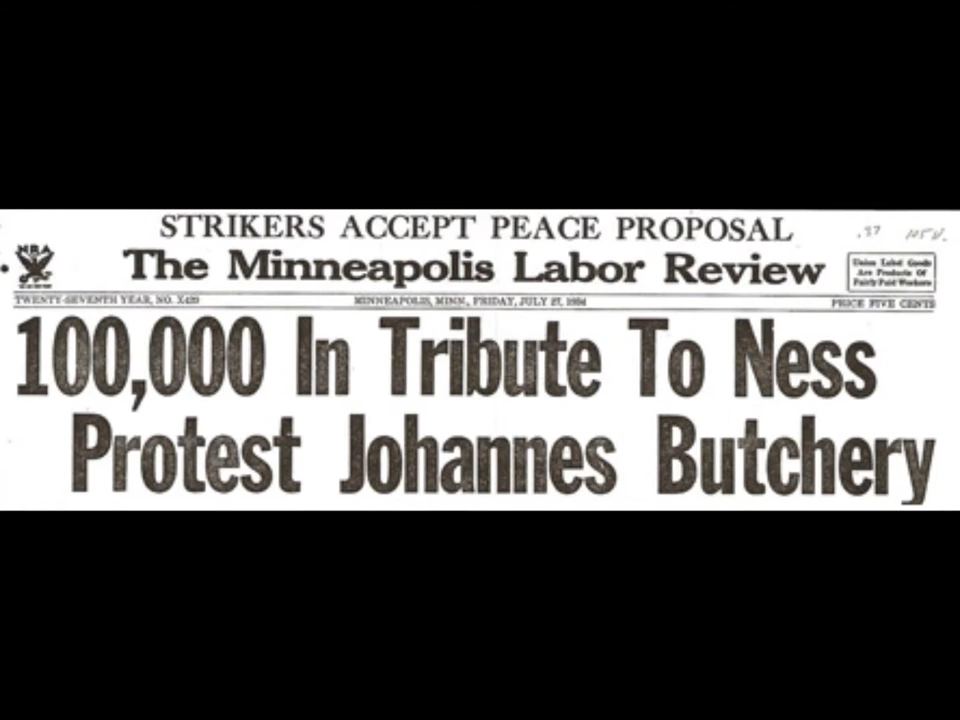 STRIKERS ACCEPT PEACE PROPOSAL
NRA
The Minneapolis Labor Review
Union Label Goods
Are Products Of
Fairly Paid Workers
TWENTY-SEVENTH YEAR, NO. X429
MINNEAPOLIS, MINN., FRIDAY, JULY 27, 1934
PRICE FIVE CENTS
100,000 In Tribute To Ness
Protest Johannes Butchery